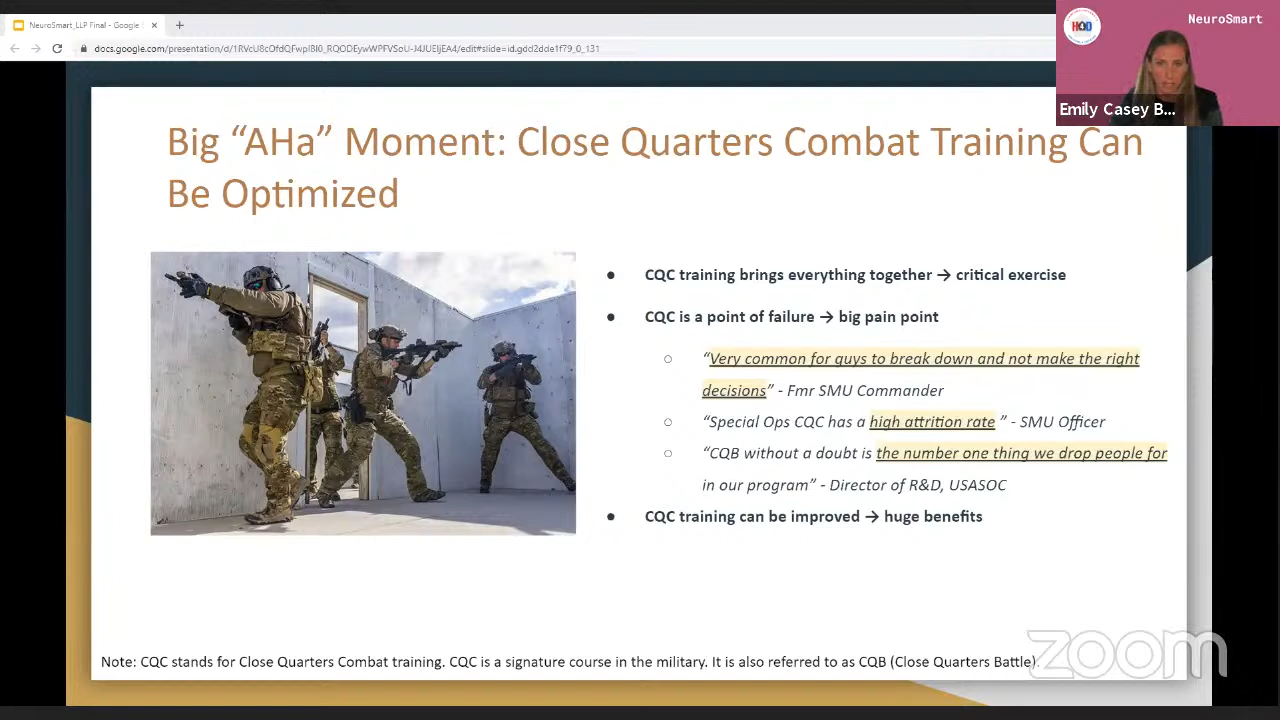 NeuroSmart_LLP Final - Google
docs.google.com/presentation/d/1RVcU8cOfdQFwpI8I0_RQODEywWPFVSoU-J4JUEIjEA4/edit#slide=id.gdd2dde1f79_0_131
H4D
NeuroSmart
Emily Casey B...
Big “AHa” Moment: Close Quarters Combat Training Can
Be Optimized
● CQC training brings everything together → critical exercise
● CQC is a point of failure → big pain point
○ “Very common for guys to break down and not make the right
decisions” - Fmr SMU Commander
○ “Special Ops CQC has a high attrition rate ” - SMU Officer
○ “CQB without a doubt is the number one thing we drop people for
in our program” - Director of R&D, USASOC
● CQC training can be improved → huge benefits
Note: CQC stands for Close Quarters Combat training. CQC is a signature course in the military. It is also referred to as CQB (Close Quarters Battle).
zoom